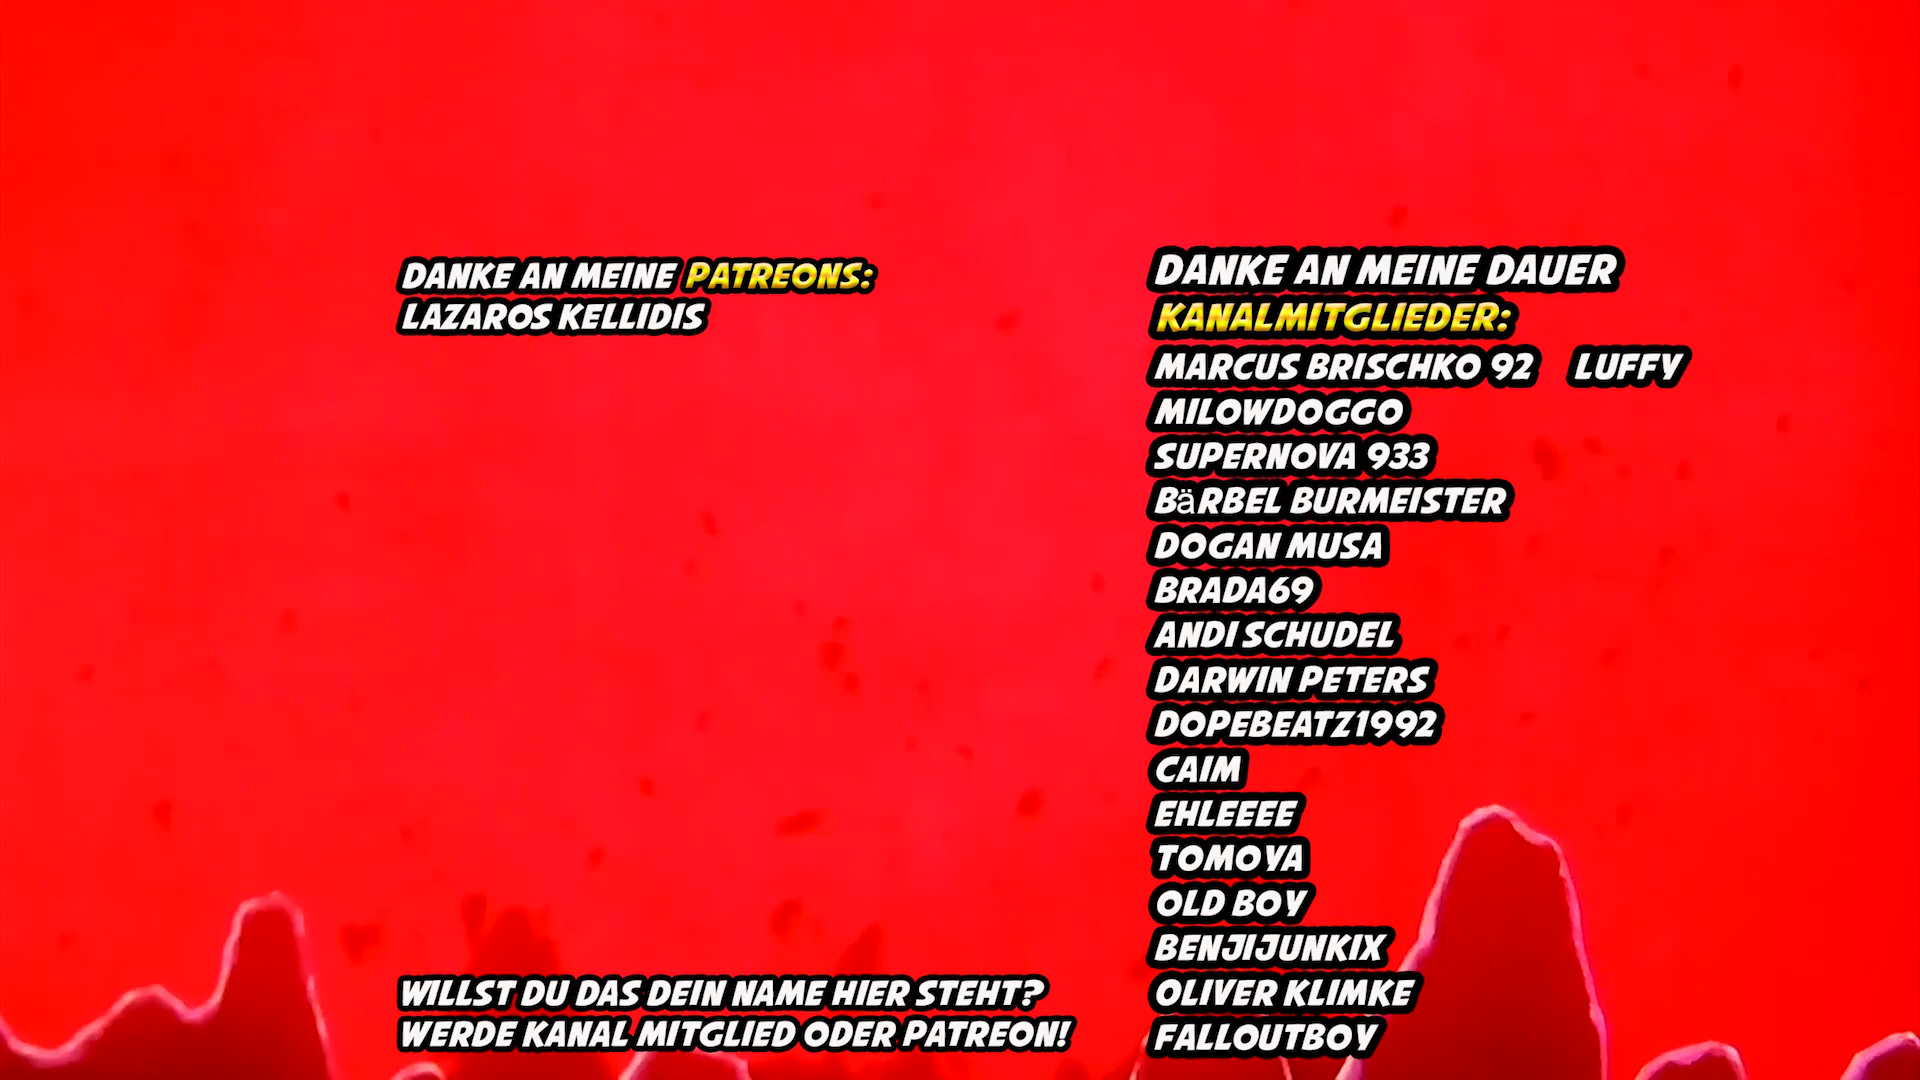 DANKE AN MEINE PATREONS:
LAZAROS KELLIDIS
WILLST DU DAS DEIN NAME HIER STEHT?
WERDE KANAL MITGLIED ODER PATREON!
DANKE AN MEINE DAUER
KANALMITGLIEDER:
MARCUS BRISCHKO 92 LUFFY
MILOWDOGGO
SUPERNOVA 933
BäRBEL BURMEISTER
DOGAN MUSA
BRADA69
ANDI SCHUDEL
DARWIN PETERS
DOPEBEATZ1992
CAIM
EHLEEEE
TOMOYA
OLD BOY
BENJIJUNKIX
OLIVER KLIMKE
FALLOUTBOY